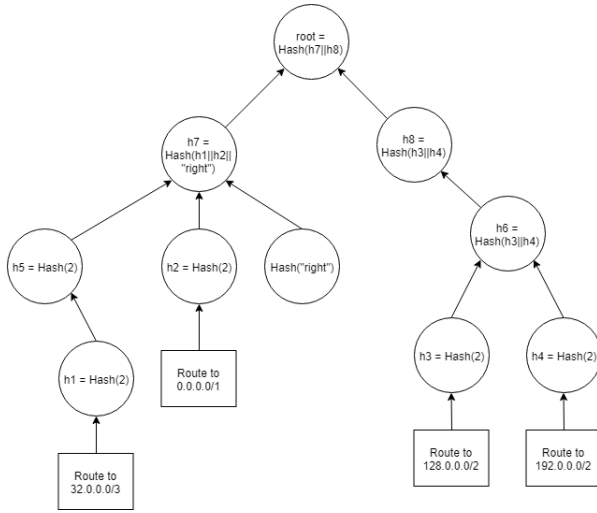 root =
Hash(h7||h8)
h7 =
Hash(h1||h2||
"right")
h8 =
Hash(h3||h4)
h5 = Hash(2)
h2 = Hash(2)
Hash("right")
h6 =
Hash(h3||h4)
h1 = Hash(2)
Route to
0.0.0.0/1
h3 = Hash(2)
h4 = Hash(2)
Route to
32.0.0.0/3
Route to
128.0.0.0/2
Route to
192.0.0.0/2